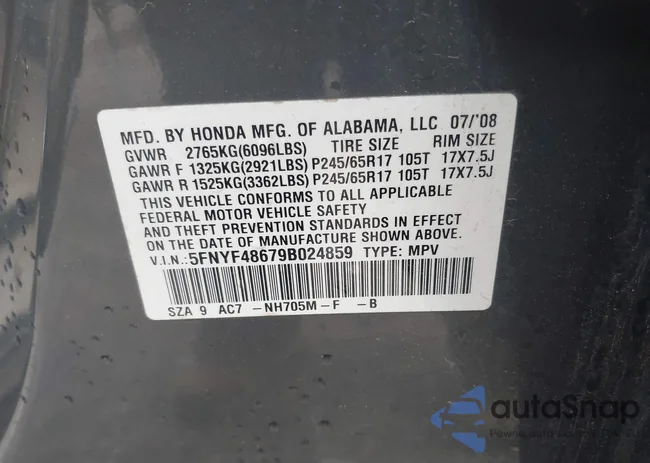 MFD. BY HONDA MFG. OF ALABAMA, LLC 07/'08
GVWR 2765KG(6096LBS) TIRE SIZE RIM SIZE
GAWR F 1325KG(2921LBS) P245/65R17 105T 17X7.5J
GAWR R 1525KG(3362LBS) P245/65R17 105T 17X7.5J
THIS VEHICLE CONFORMS TO ALL APPLICABLE
FEDERAL MOTOR VEHICLE SAFETY
AND THEFT PREVENTION STANDARDS IN EFFECT
ON THE DATE OF MANUFACTURE SHOWN ABOVE.
V.I.N.:5FNYF48679B024859 TYPE: MPV
SZA 9 AC7 -NH705M-F -B
autoSnap